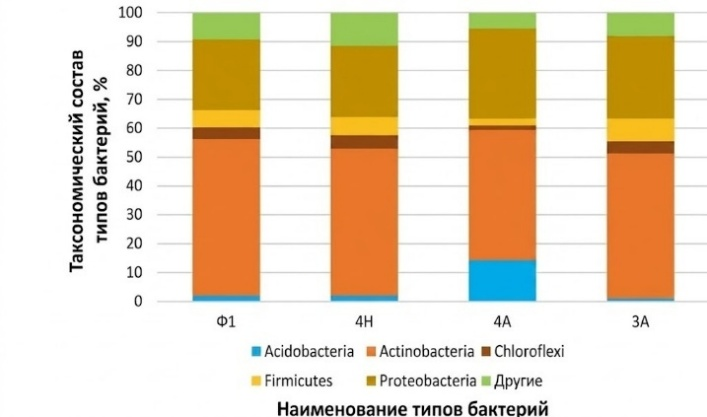 Таксономический состав
типов бактерий, %
100
90
80
70
60
50
40
30
20
10
0
Ф1 4Н 4А 3А
Acidobacteria Actinobacteria Chloroflexi
Firmicutes Proteobacteria Другие
Наименование типов бактерий